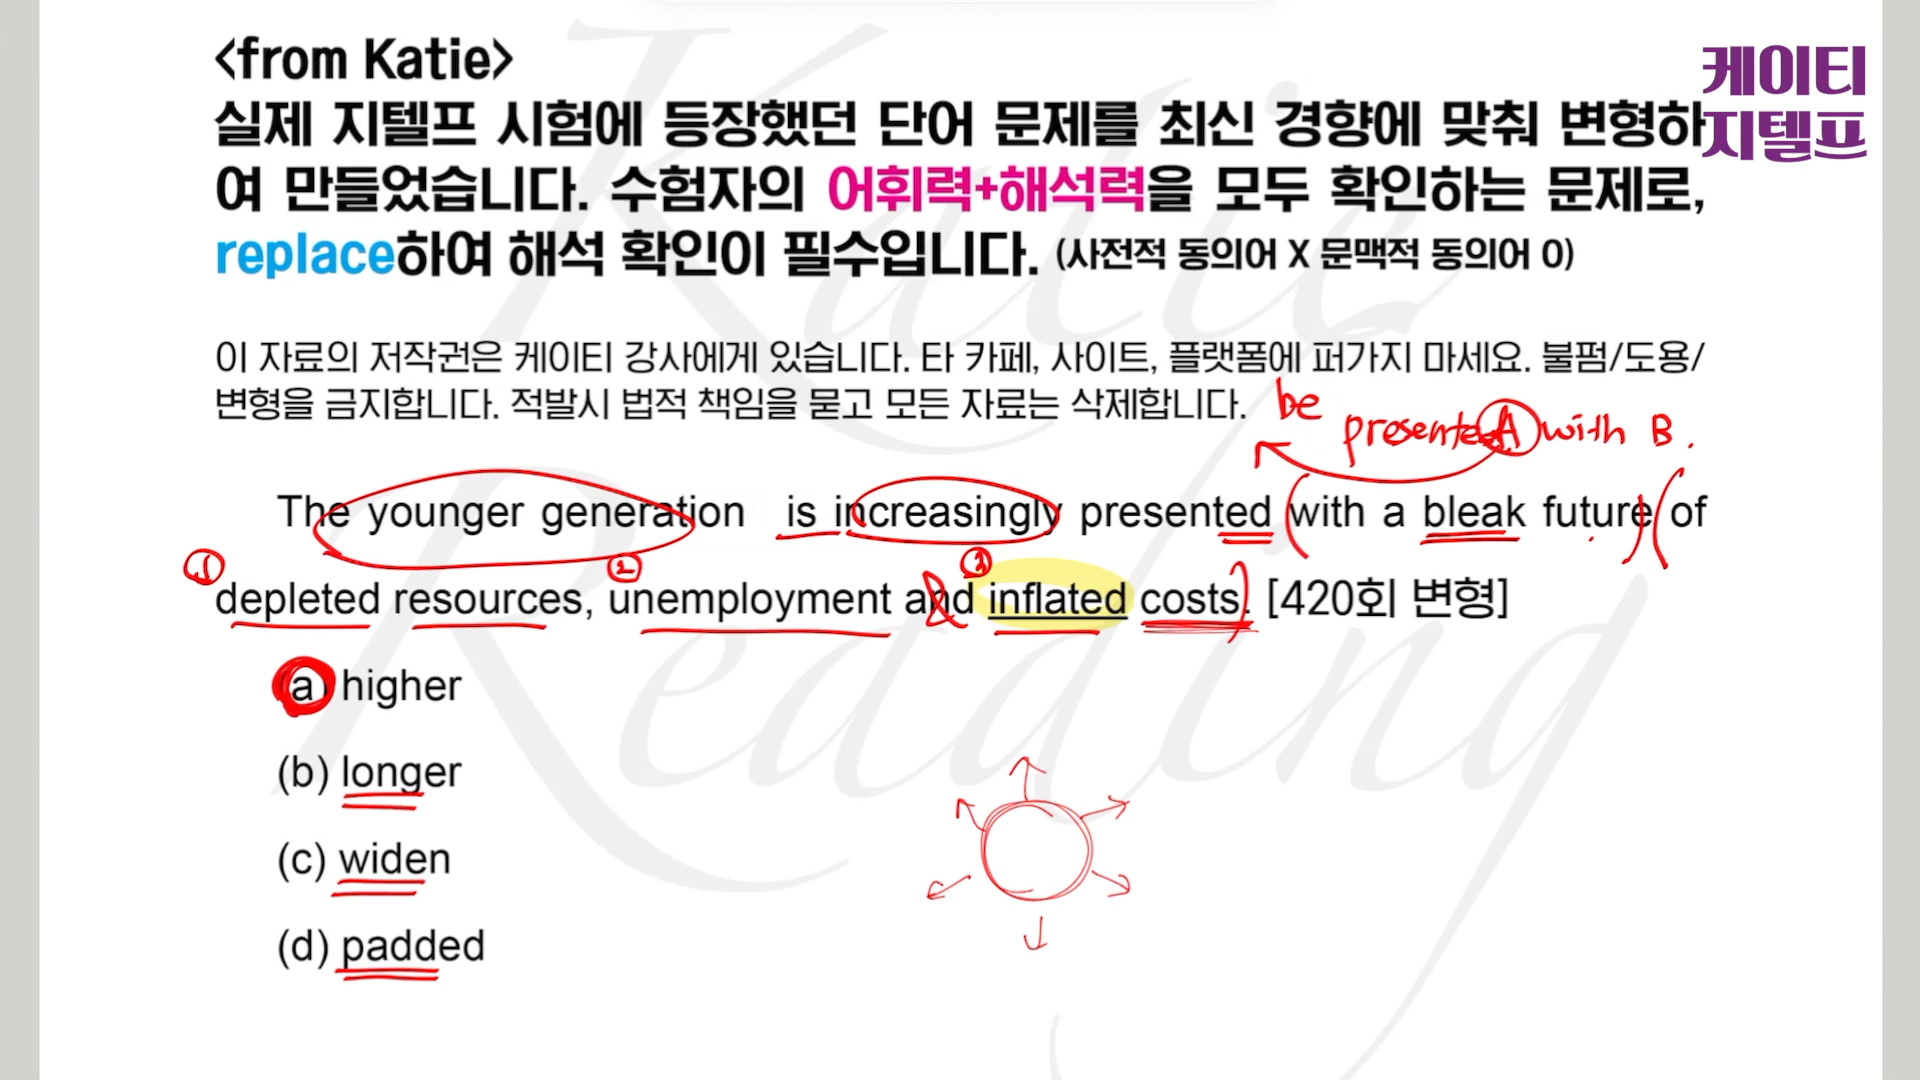 <from Katie>
케이티
지텔프
실제 지텔프 시험에 등장했던 단어 문제를 최신 경향에 맞춰 변형하
여 만들었습니다. 수험자의 어휘력+해석력을 모두 확인하는 문제로,
replace하여 해석 확인이 필수입니다. (사전적 동의어 X 문맥적 동의어 O)
이 자료의 저작권은 케이티 강사에게 있습니다. 타 카페, 사이트, 플랫폼에 퍼가지 마세요. 불펌/도용/
변형을 금지합니다. 적발시 법적 책임을 묻고 모든 자료는 삭제합니다.
be presented A with B.
The younger generation is increasingly presented with a bleak future of
① ② ③
depleted resources, unemployment and inflated costs. [420회 변형]
&
(a) higher
(b) longer
(c) widen
(d) padded
Katie
Reading